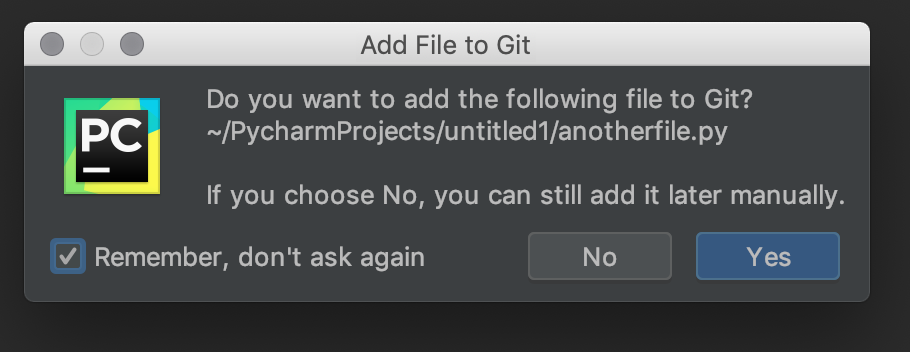 Add File to Git
PC
Do you want to add the following file to Git?
~/PycharmProjects/untitled1/anotherfile.py
If you choose No, you can still add it later manually.
Remember, don't ask again
No
Yes